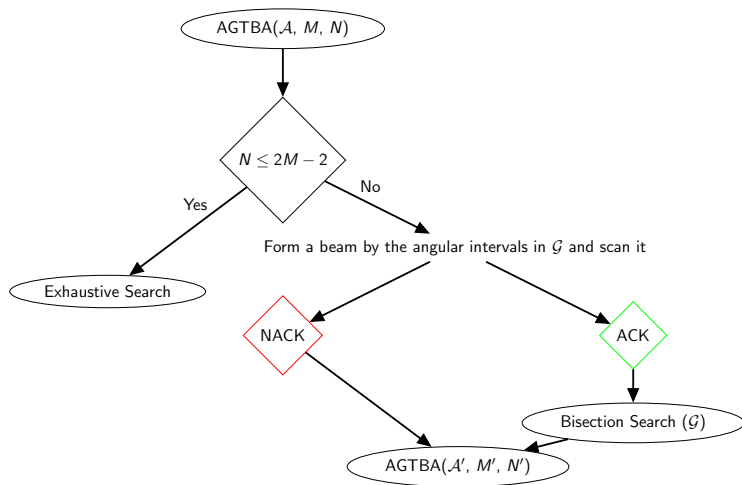 AGTBA(𝒜, M, N)
N ≤ 2M − 2
Yes
No
Form a beam by the angular intervals in 𝒢 and scan it
Exhaustive Search
NACK
ACK
Bisection Search (𝒢)
AGTBA(𝒜′, M′, N′)